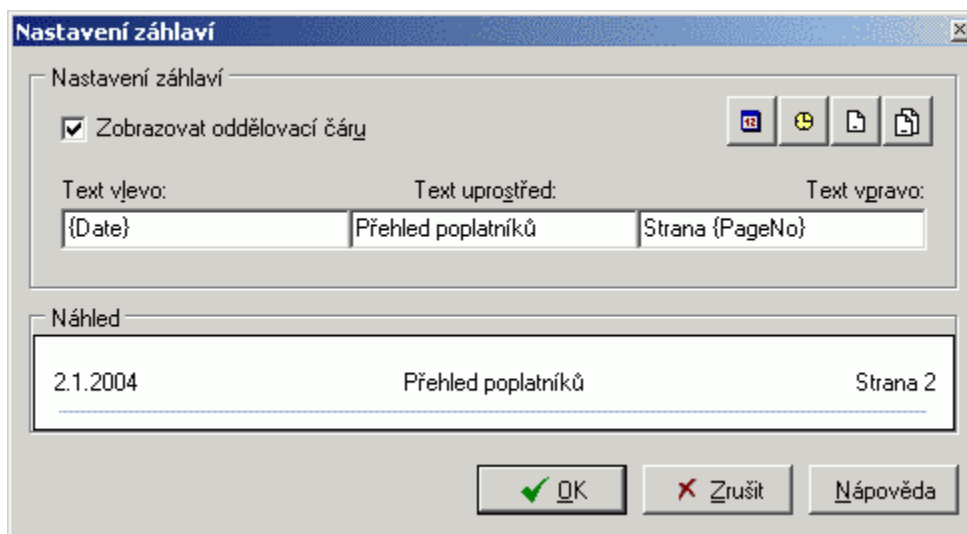 Nastavení záhlaví
Nastavení záhlaví
Zobrazovat oddělovací čáru
12
Text vlevo: Text uprostřed: Text vpravo:
{Date} Přehled poplatníků Strana {PageNo}
Náhled
2.1.2004 Přehled poplatníků Strana 2
OK Zrušit Nápověda